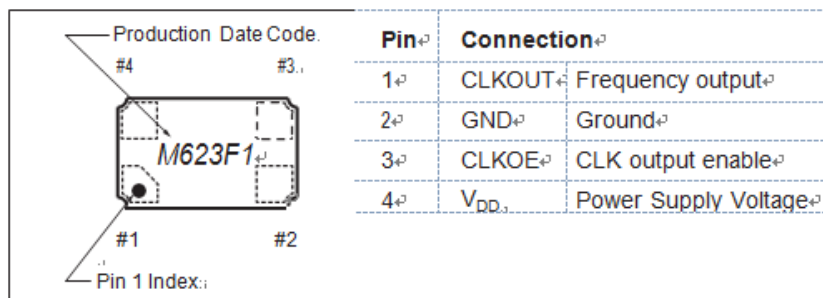 Production Date Code.
#4 #3.
M623F1
#1 #2
Pin 1 Index
Pin Connection
1 CLKOUT Frequency output
2 GND Ground
3 CLKOE CLK output enable
4 VDD Power Supply Voltage